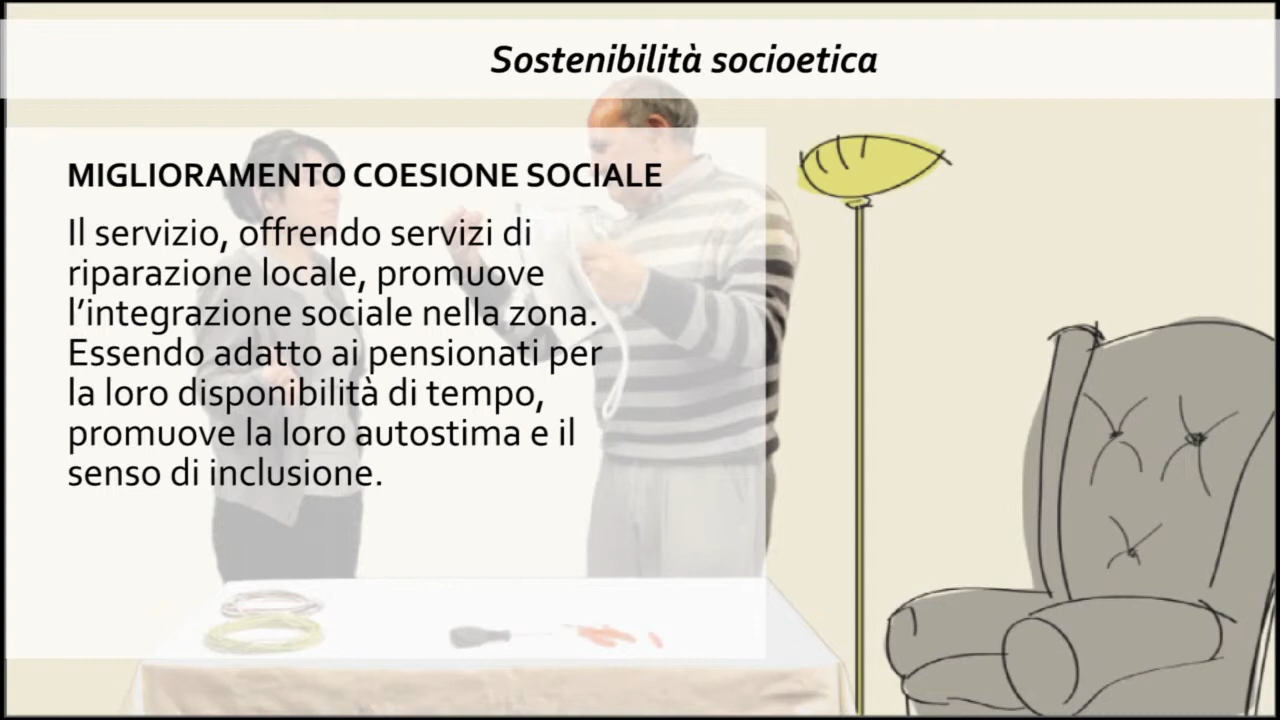 Sostenibilità socioetica
MIGLIORAMENTO COESIONE SOCIALE
Il servizio, offrendo servizi di
riparazione locale, promuove
l’integrazione sociale nella zona.
Essendo adatto ai pensionati per
la loro disponibilità di tempo,
promuove la loro autostima e il
senso di inclusione.